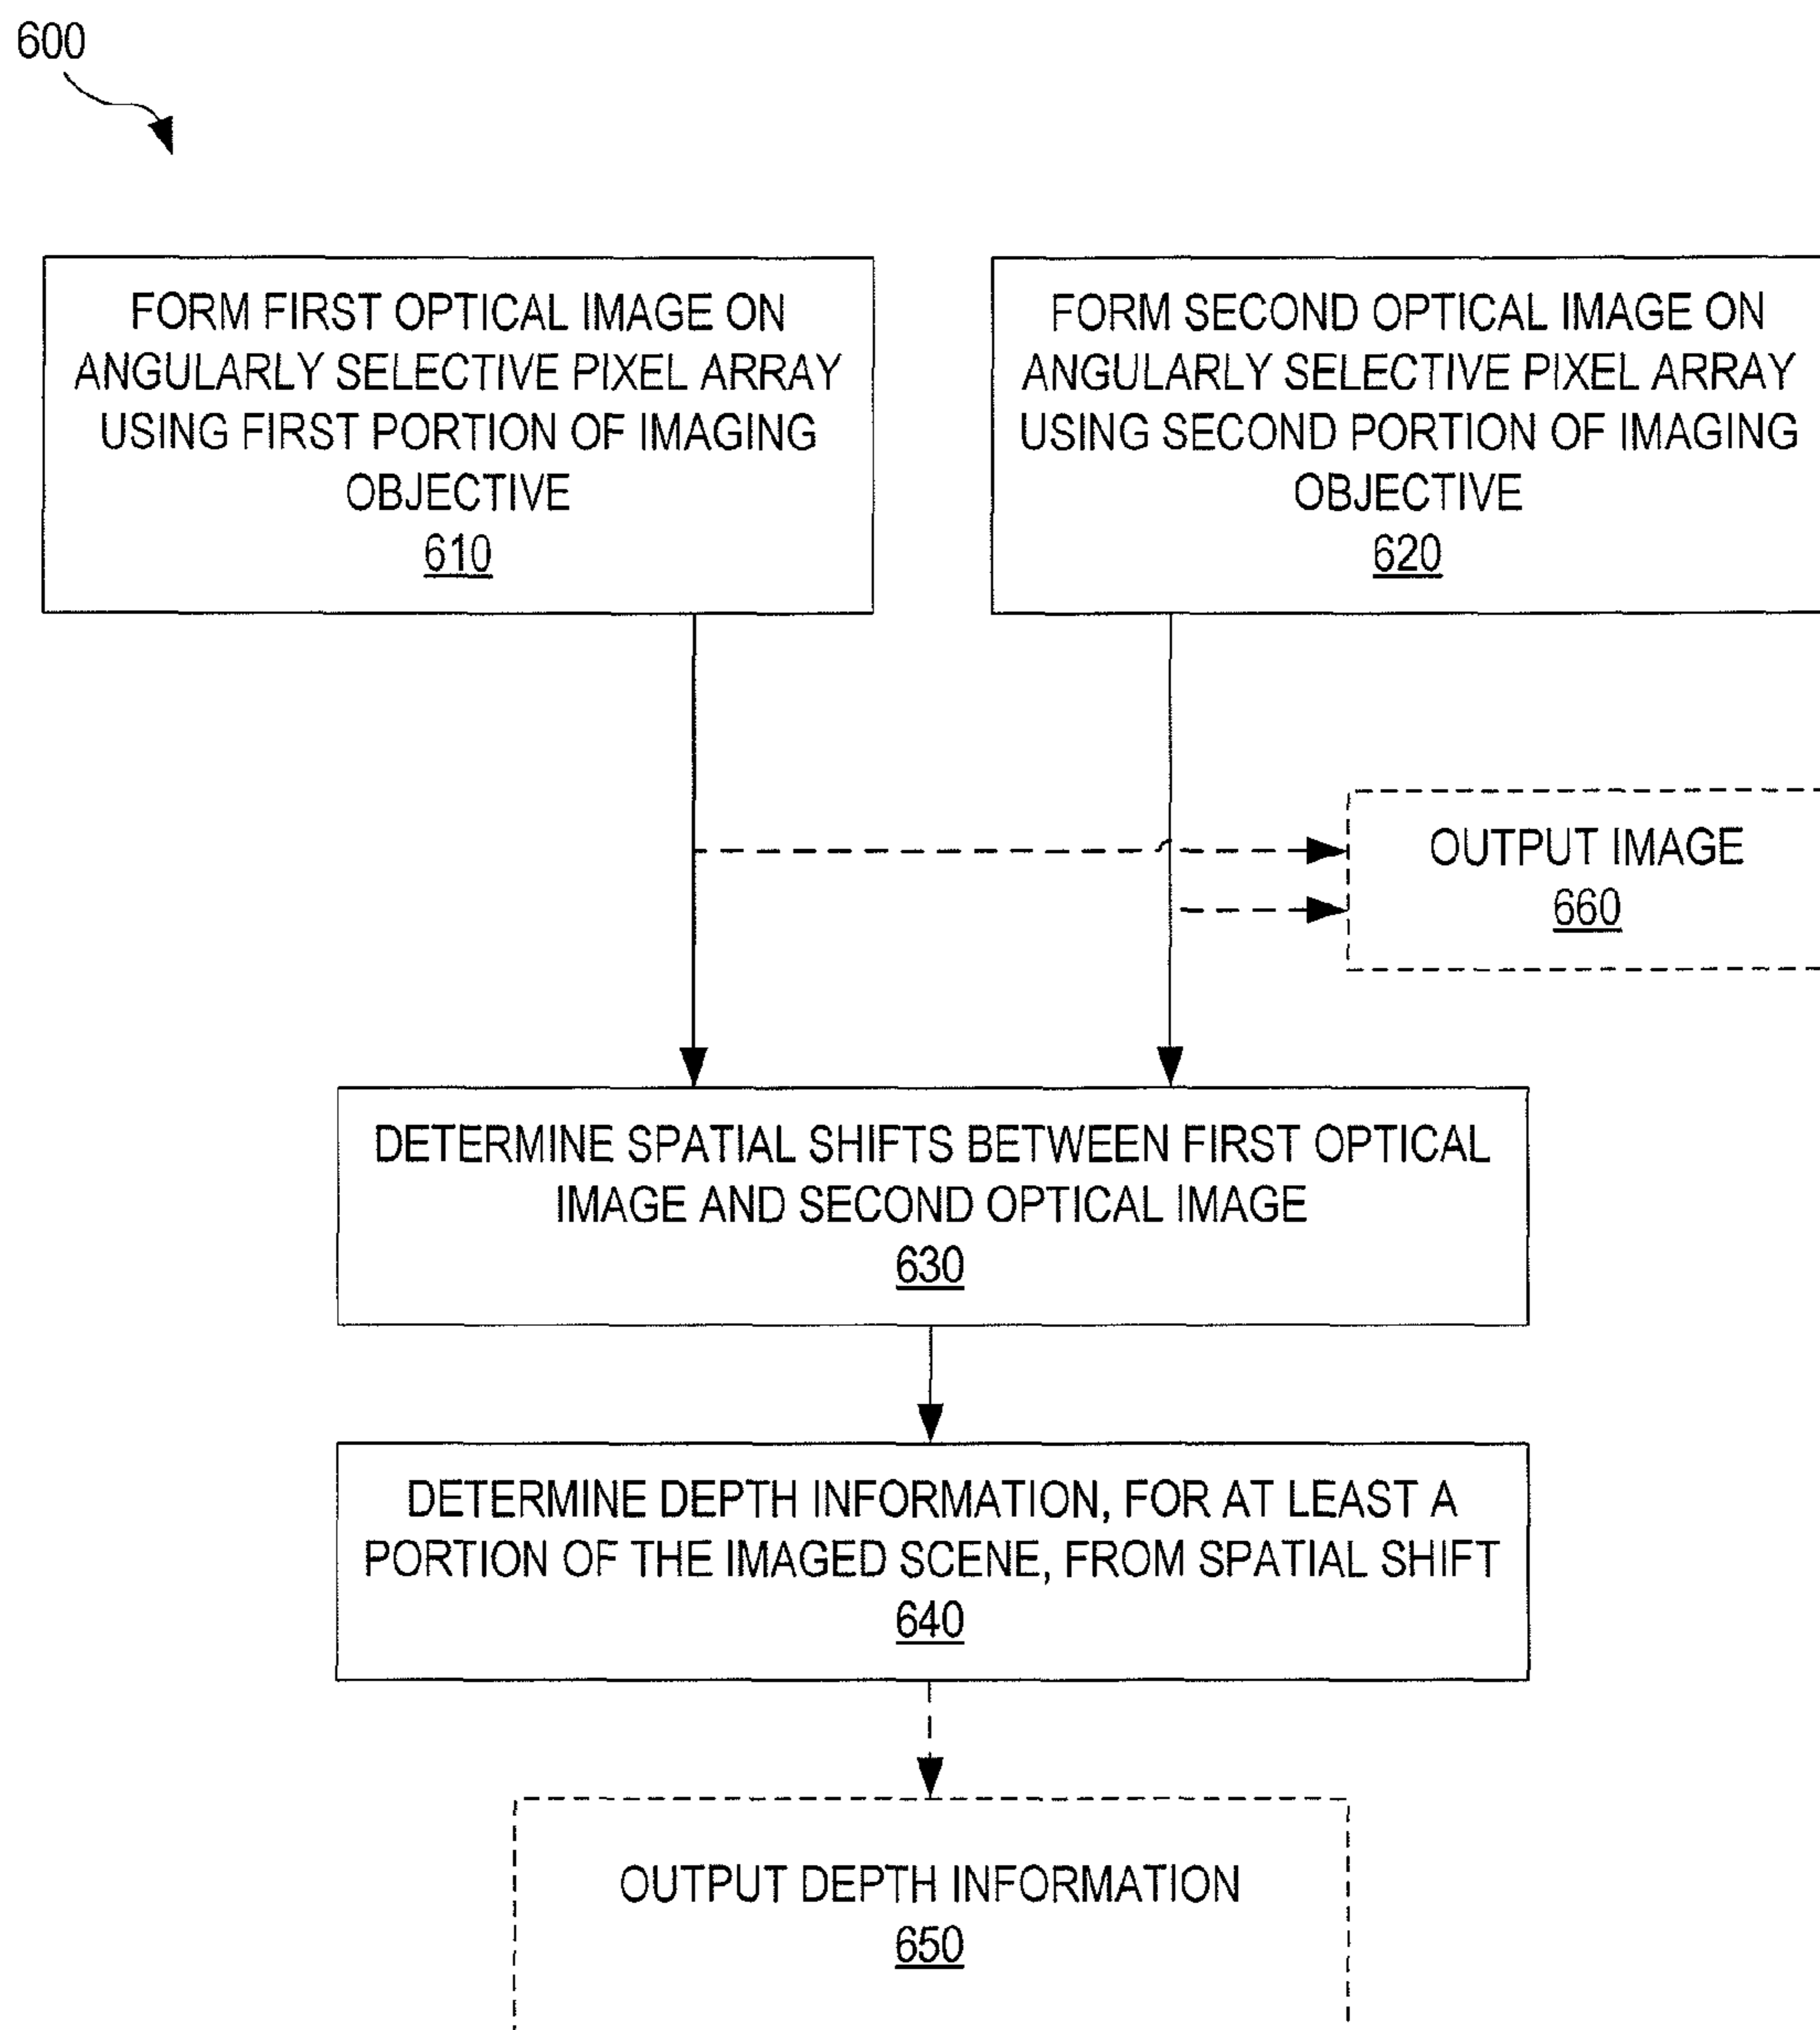 600
FORM FIRST OPTICAL IMAGE ON
ANGULARLY SELECTIVE PIXEL ARRAY
USING FIRST PORTION OF IMAGING
OBJECTIVE
610
FORM SECOND OPTICAL IMAGE ON
ANGULARLY SELECTIVE PIXEL ARRAY
USING SECOND PORTION OF IMAGING
OBJECTIVE
620
OUTPUT IMAGE
660
DETERMINE SPATIAL SHIFTS BETWEEN FIRST OPTICAL
IMAGE AND SECOND OPTICAL IMAGE
630
DETERMINE DEPTH INFORMATION, FOR AT LEAST A
PORTION OF THE IMAGED SCENE, FROM SPATIAL SHIFT
640
OUTPUT DEPTH INFORMATION
650